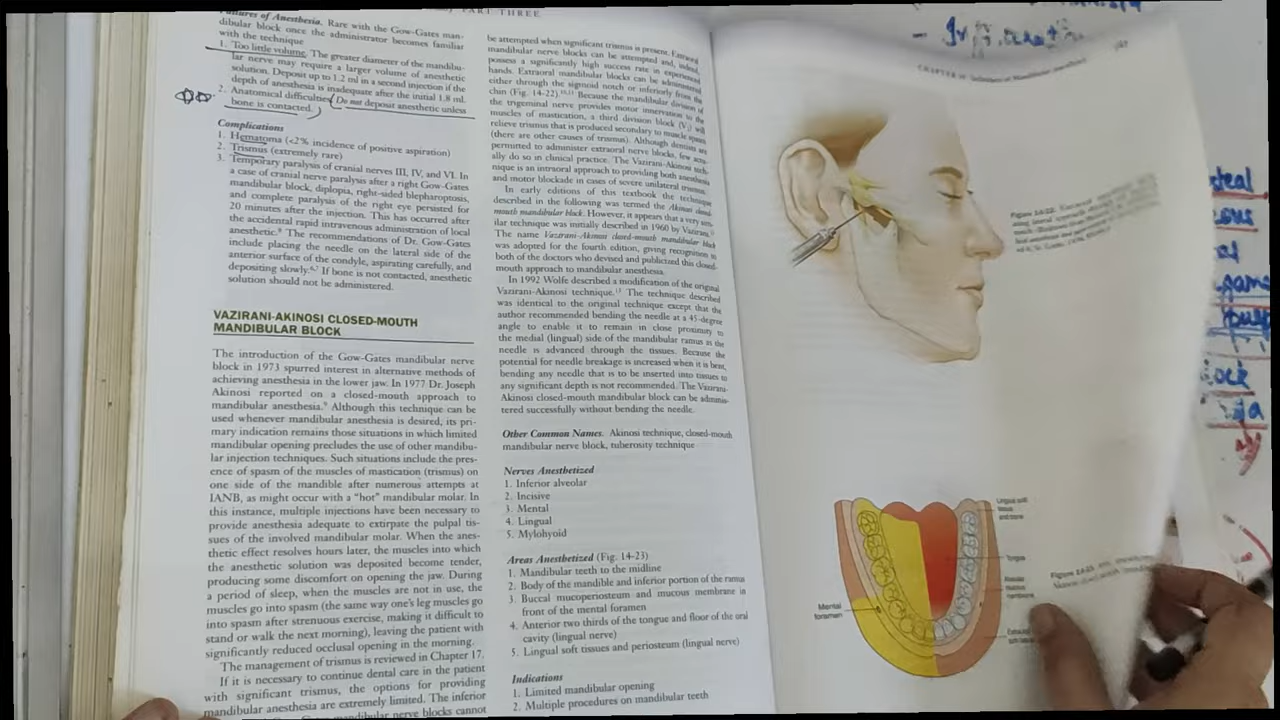 PART THREE
Failures of Anesthesia. Rare with the Gow-Gates man-
dibular block once the administrator becomes familiar
with the technique
1. Too little volume. The greater diameter of the mandibu-
lar nerve may require a larger volume of anesthetic
solution. Deposit up to 1.2 ml in a second injection if the
depth of anesthesia is inadequate after the initial 1.8 ml.
2. Anatomical difficulties. Do not deposit anesthetic unless
bone is contacted.
Complications
1. Hematoma (<2% incidence of positive aspiration)
2. Trismus (extremely rare)
3. Temporary paralysis of cranial nerves III, IV, and VI. In
a case of cranial nerve paralysis after a right Gow-Gates
mandibular block, diplopia, right-sided blepharoptosis,
and complete paralysis of the right eye persisted for
20 minutes after the injection. This has occurred after
the accidental rapid intravenous administration of local
anesthetic. The recommendations of Dr. Gow-Gates
include placing the needle on the lateral side of the
anterior surface of the condyle, aspirating carefully, and
depositing slowly. If bone is not contacted, anesthetic
solution should not be administered.
VAZIRANI-AKINOSI CLOSED-MOUTH
MANDIBULAR BLOCK
The introduction of the Gow-Gates mandibular nerve
block in 1973 spurred interest in alternative methods of
achieving anesthesia in the lower jaw. In 1977 Dr. Joseph
Akinosi reported on a closed-mouth approach to
mandibular anesthesia.⁹ Although this technique can be
used whenever mandibular anesthesia is desired, its pri-
mary indication remains those situations in which limited
mandibular opening precludes the use of other mandibu-
lar injection techniques. Such situations include the pres-
ence of spasm of the muscles of mastication (trismus) on
one side of the mandible after numerous attempts at
IANB, as might occur with a "hot" mandibular molar. In
this instance, multiple injections have been necessary to
provide anesthesia adequate to extirpate the pulpal tis-
sues of the involved mandibular molar. When the anes-
thetic effect resolves hours later, the muscles into which
the anesthetic solution was deposited become tender,
producing some discomfort on opening the jaw. During
a period of sleep, when the muscles are not in use, the
muscles go into spasm (the same way one's leg muscles go
into spasm after strenuous exercise, making it difficult to
stand or walk the next morning), leaving the patient with
significantly reduced occlusal opening in the morning.
The management of trismus is reviewed in Chapter 17.
If it is necessary to continue dental care in the patient
with significant trismus, the options for providing
mandibular anesthesia are extremely limited. The inferior
mandibular nerve blocks cannot
be attempted when significant trismus is present. Extraoral
mandibular nerve blocks can be attempted and, indeed,
possess a significantly high success rate in experienced
hands. Extraoral mandibular blocks can be administered
either through the sigmoid notch or inferiorly from the
chin (Fig. 14-22). Because the mandibular division of
the trigeminal nerve provides motor innervation to the
muscles of mastication, a third division block (V₃) will
relieve trismus that is produced secondary to muscle spasm
(there are other causes of trismus). Although dentists are
permitted to administer extraoral nerve blocks, few actu-
ally do so in clinical practice. The Vazirani-Akinosi tech-
nique is an intraoral approach to providing both anesthesia
and motor blockade in cases of severe unilateral trismus.
In early editions of this textbook the technique
described in the following was termed the Akinosi closed-
mouth mandibular block. However, it appears that a very sim-
ilar technique was initially described in 1960 by Vazirani.
The name Vazirani-Akinosi closed-mouth mandibular block
was adopted for the fourth edition, giving recognition to
both of the doctors who devised and publicized this closed-
mouth approach to mandibular anesthesia.
In 1992 Wolfe described a modification of the original
Vazirani-Akinosi technique. The technique described
was identical to the original technique except that the
author recommended bending the needle at a 45-degree
angle to enable it to remain in close proximity to
the medial (lingual) side of the mandibular ramus as the
needle is advanced through the tissues. Because the
potential for needle breakage is increased when it is bent,
bending any needle that is to be inserted into tissues to
any significant depth is not recommended. The Vazirani-
Akinosi closed-mouth mandibular block can be adminis-
tered successfully without bending the needle.
Other Common Names. Akinosi technique, closed-mouth
mandibular nerve block, tuberosity technique
Nerves Anesthetized
1. Inferior alveolar
2. Incisive
3. Mental
4. Lingual
5. Mylohyoid
Areas Anesthetized (Fig. 14-23)
1. Mandibular teeth to the midline
2. Body of the mandible and inferior portion of the ramus
3. Buccal mucoperiosteum and mucous membrane in
front of the mental foramen
4. Anterior two thirds of the tongue and floor of the oral
cavity (lingual nerve)
5. Lingual soft tissues and periosteum (lingual nerve)
Indications
1. Limited mandibular opening
2. Multiple procedures on mandibular teeth
Mental
foramen
Lingual soft
tissue
and bone
Tongue